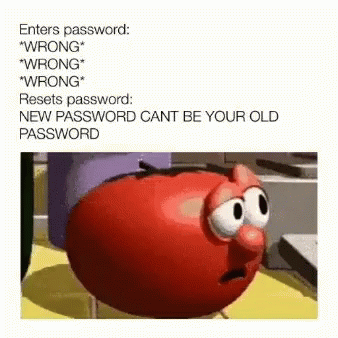 Enters password:
*WRONG*
*WRONG*
*WRONG*
Resets password:
NEW PASSWORD CANT BE YOUR OLD
PASSWORD